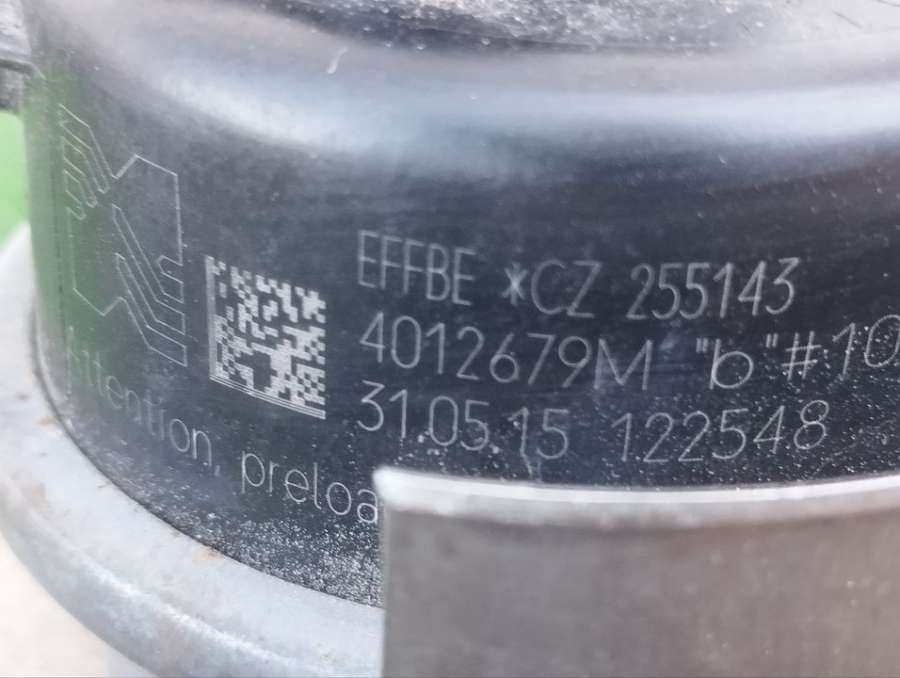 EFFBE *CZ 255143
4012679M "b"#10
31.05.15 122548
Attention, preloa